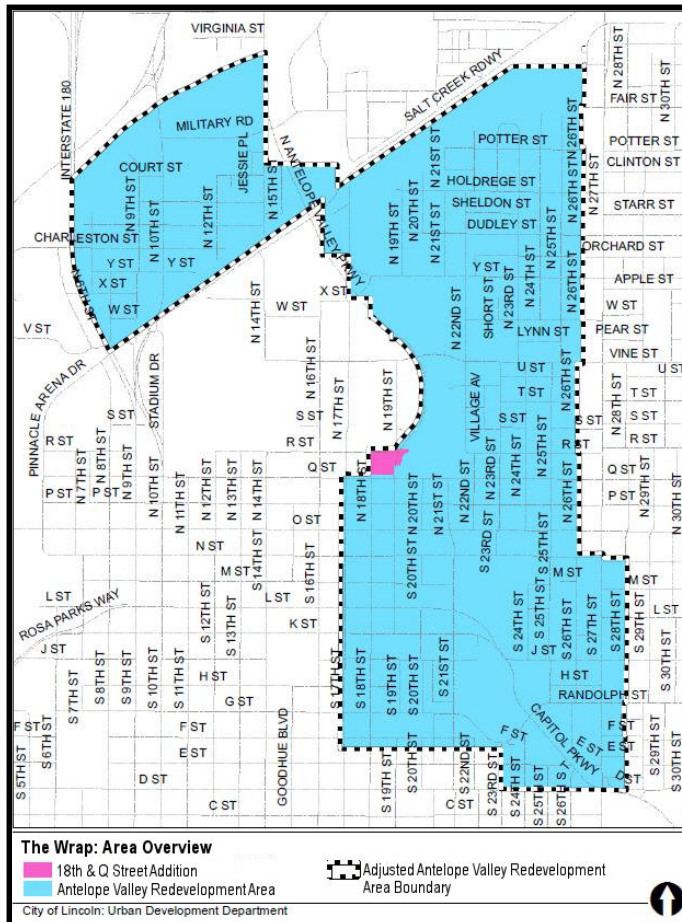 VIRGINIA ST
N 28TH ST
N 30TH ST
FAIR ST
INTERSTATE 180
SALT CREEK RDWY
MILITARY RD
JESSIE PL
N ANTELOPE VALLEY PKWY
N 21ST ST
POTTER ST
N 26TH ST
N 26TH ST
N 27TH ST
POTTER ST
CLINTON ST
COURT ST
N 9TH ST
N 10TH ST
N 12TH ST
N 15TH ST
HOLDREGE ST
SHELDON ST
DUDLEY ST
STARR ST
CHARLESTON ST
N 19TH ST
N 20TH ST
N 21ST ST
N 25TH ST
ORCHARD ST
Y ST
Y ST
X ST
W ST
Y ST
N 24TH ST
N 26TH ST
APPLE ST
V ST
N 14TH ST
W ST
X ST
N 22ND ST
SHORT ST
N 23RD ST
LYNN ST
W ST
PEAR ST
VINE ST
PINNACLE ARENA DR
STADIUM DR
N 16TH ST
N 17TH ST
N 19TH ST
VILLAGE AV
U ST
T ST
N 26TH ST
U ST
N 28TH ST
T ST
S ST
S ST
S ST
S ST
S ST
R ST
R ST
R ST
R ST
N 7TH ST
N 8TH ST
N 9TH ST
Q ST
Q ST
P ST
P ST
P ST
N 10TH ST
N 11TH ST
N 12TH ST
N 13TH ST
N 14TH ST
N 18TH ST
N 20TH ST
N 21ST ST
N 22ND ST
N 23RD ST
N 24TH ST
N 25TH ST
N 26TH ST
N 29TH ST
N 30TH ST
O ST
N ST
M ST
S 14TH ST
S 16TH ST
S 20TH ST
S 23RD ST
S 25TH ST
M ST
M ST
L ST
L ST
L ST
ROSA PARKS WAY
S 12TH ST
S 13TH ST
K ST
S 24TH ST
S 25TH ST
S 26TH ST
S 27TH ST
S 28TH ST
S 29TH ST
S 30TH ST
J ST
J ST
S 7TH ST
S 8TH ST
S 9TH ST
S 10TH ST
S 11TH ST
H ST
H ST
S 17TH ST
S 18TH ST
S 19TH ST
S 20TH ST
S 21ST ST
RANDOLPH ST
G ST
GOODHUE BLVD
CAPITOL PKWY
F ST
F ST
F ST
F ST
S 5TH ST
S 6TH ST
E ST
E ST
E ST
D ST
D ST
C ST
C ST
S 19TH ST
S 20TH ST
S 22ND ST
S 23RD ST
S 24TH ST
S 25TH ST
S 26TH ST
S 29TH ST
S 30TH ST
The Wrap: Area Overview
18th & Q Street Addition
Antelope Valley Redevelopment Area
Adjusted Antelope Valley Redevelopment
Area Boundary
City of Lincoln: Urban Development Department